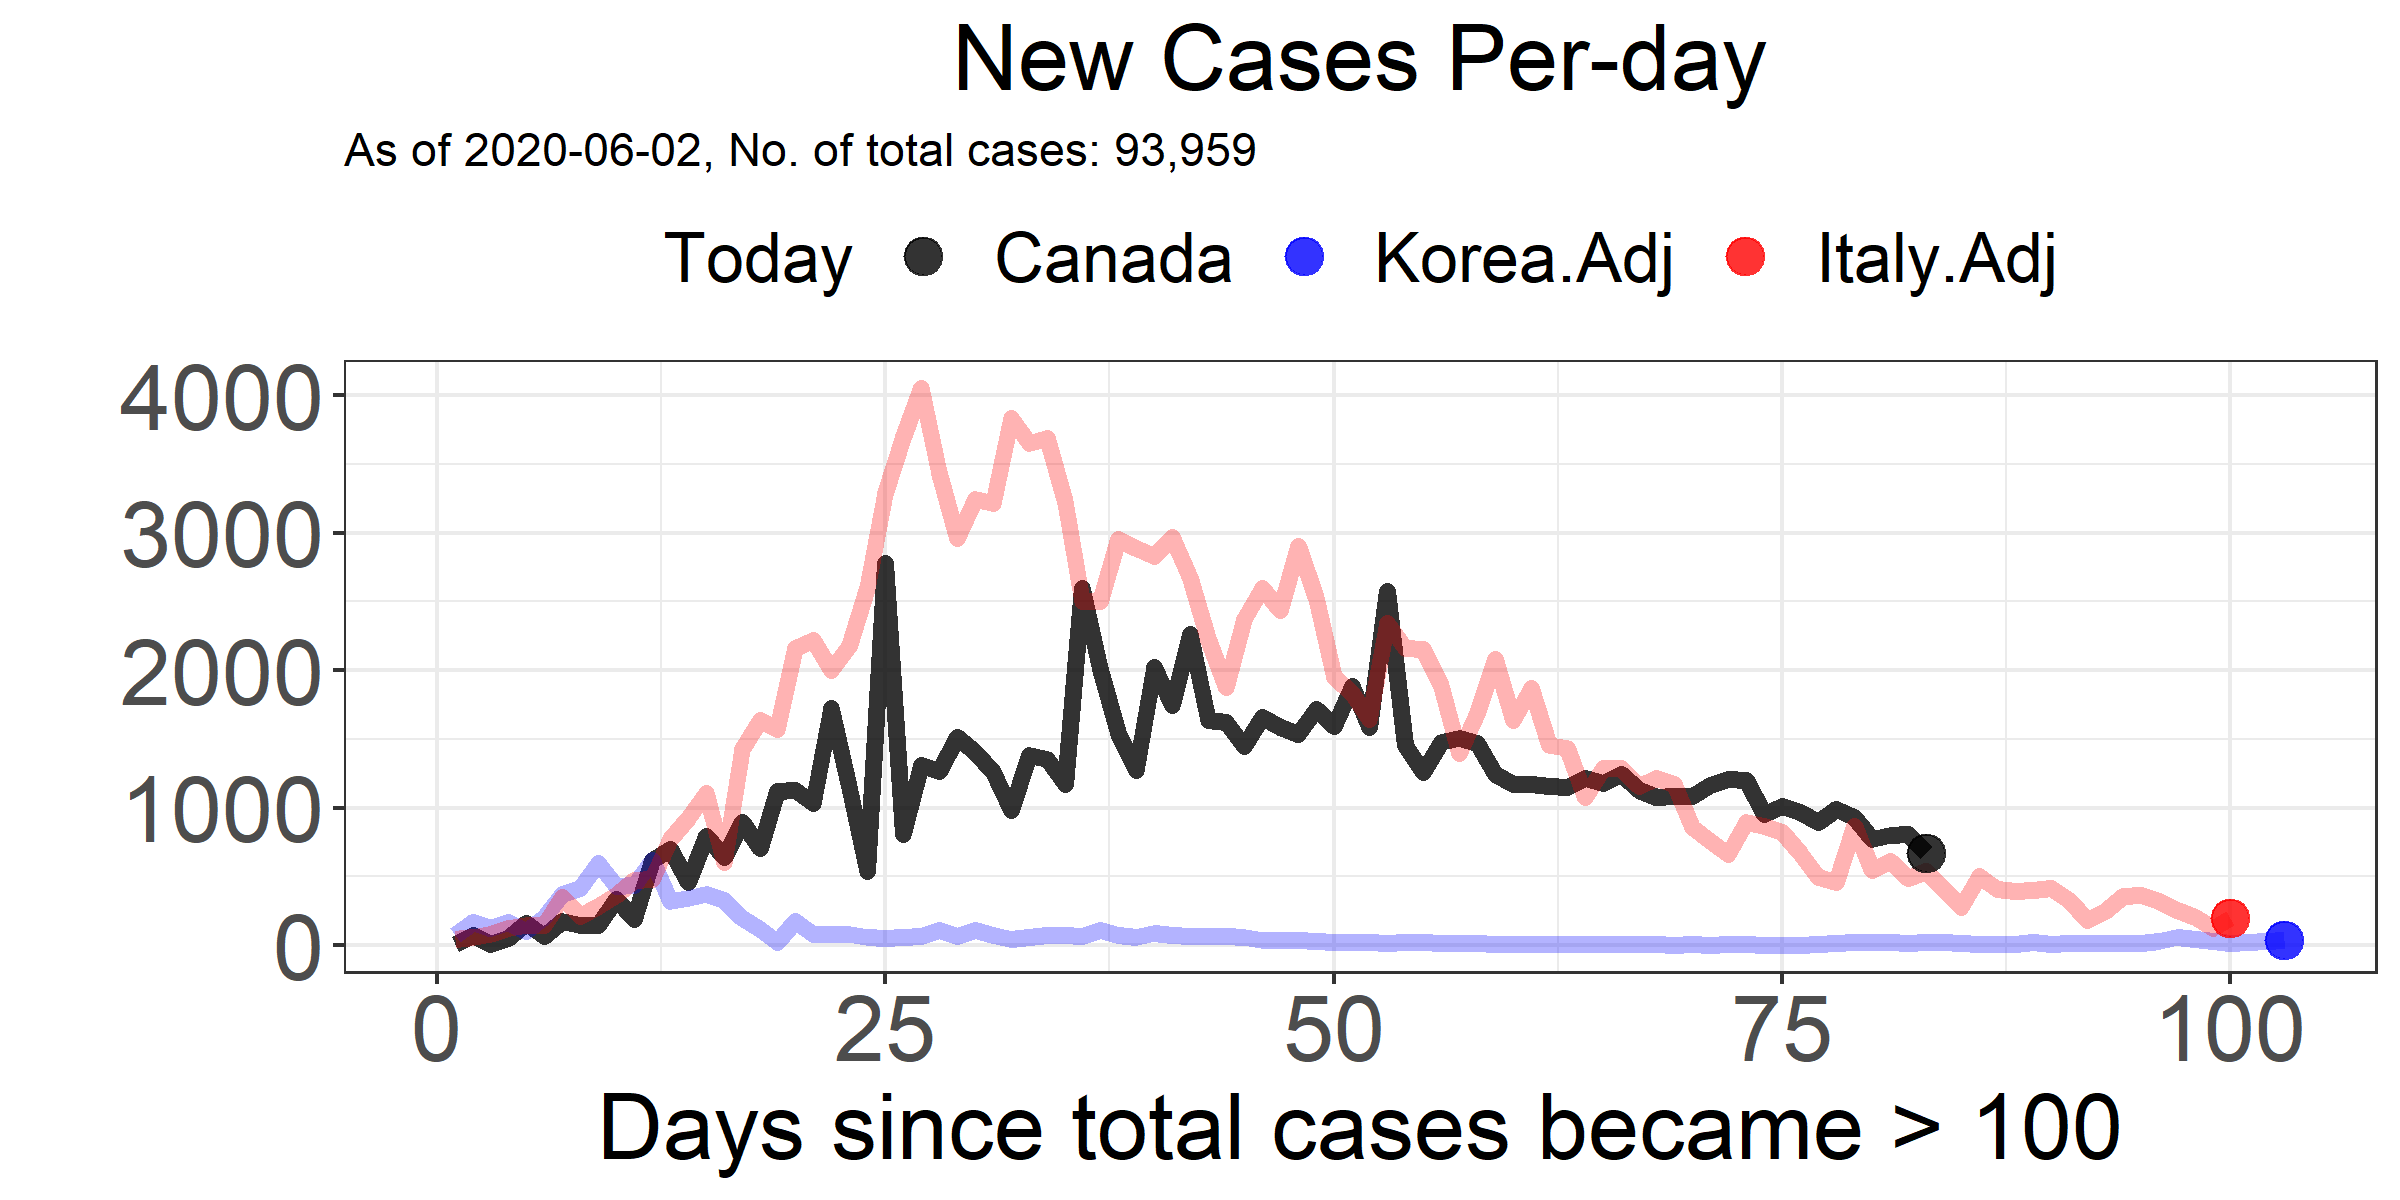 New Cases Per-day
As of 2020-06-02, No. of total cases: 93,959
Today Canada Korea.Adj Italy.Adj
4000
3000
2000
1000
0
0 25 50 75 100
Days since total cases became > 100